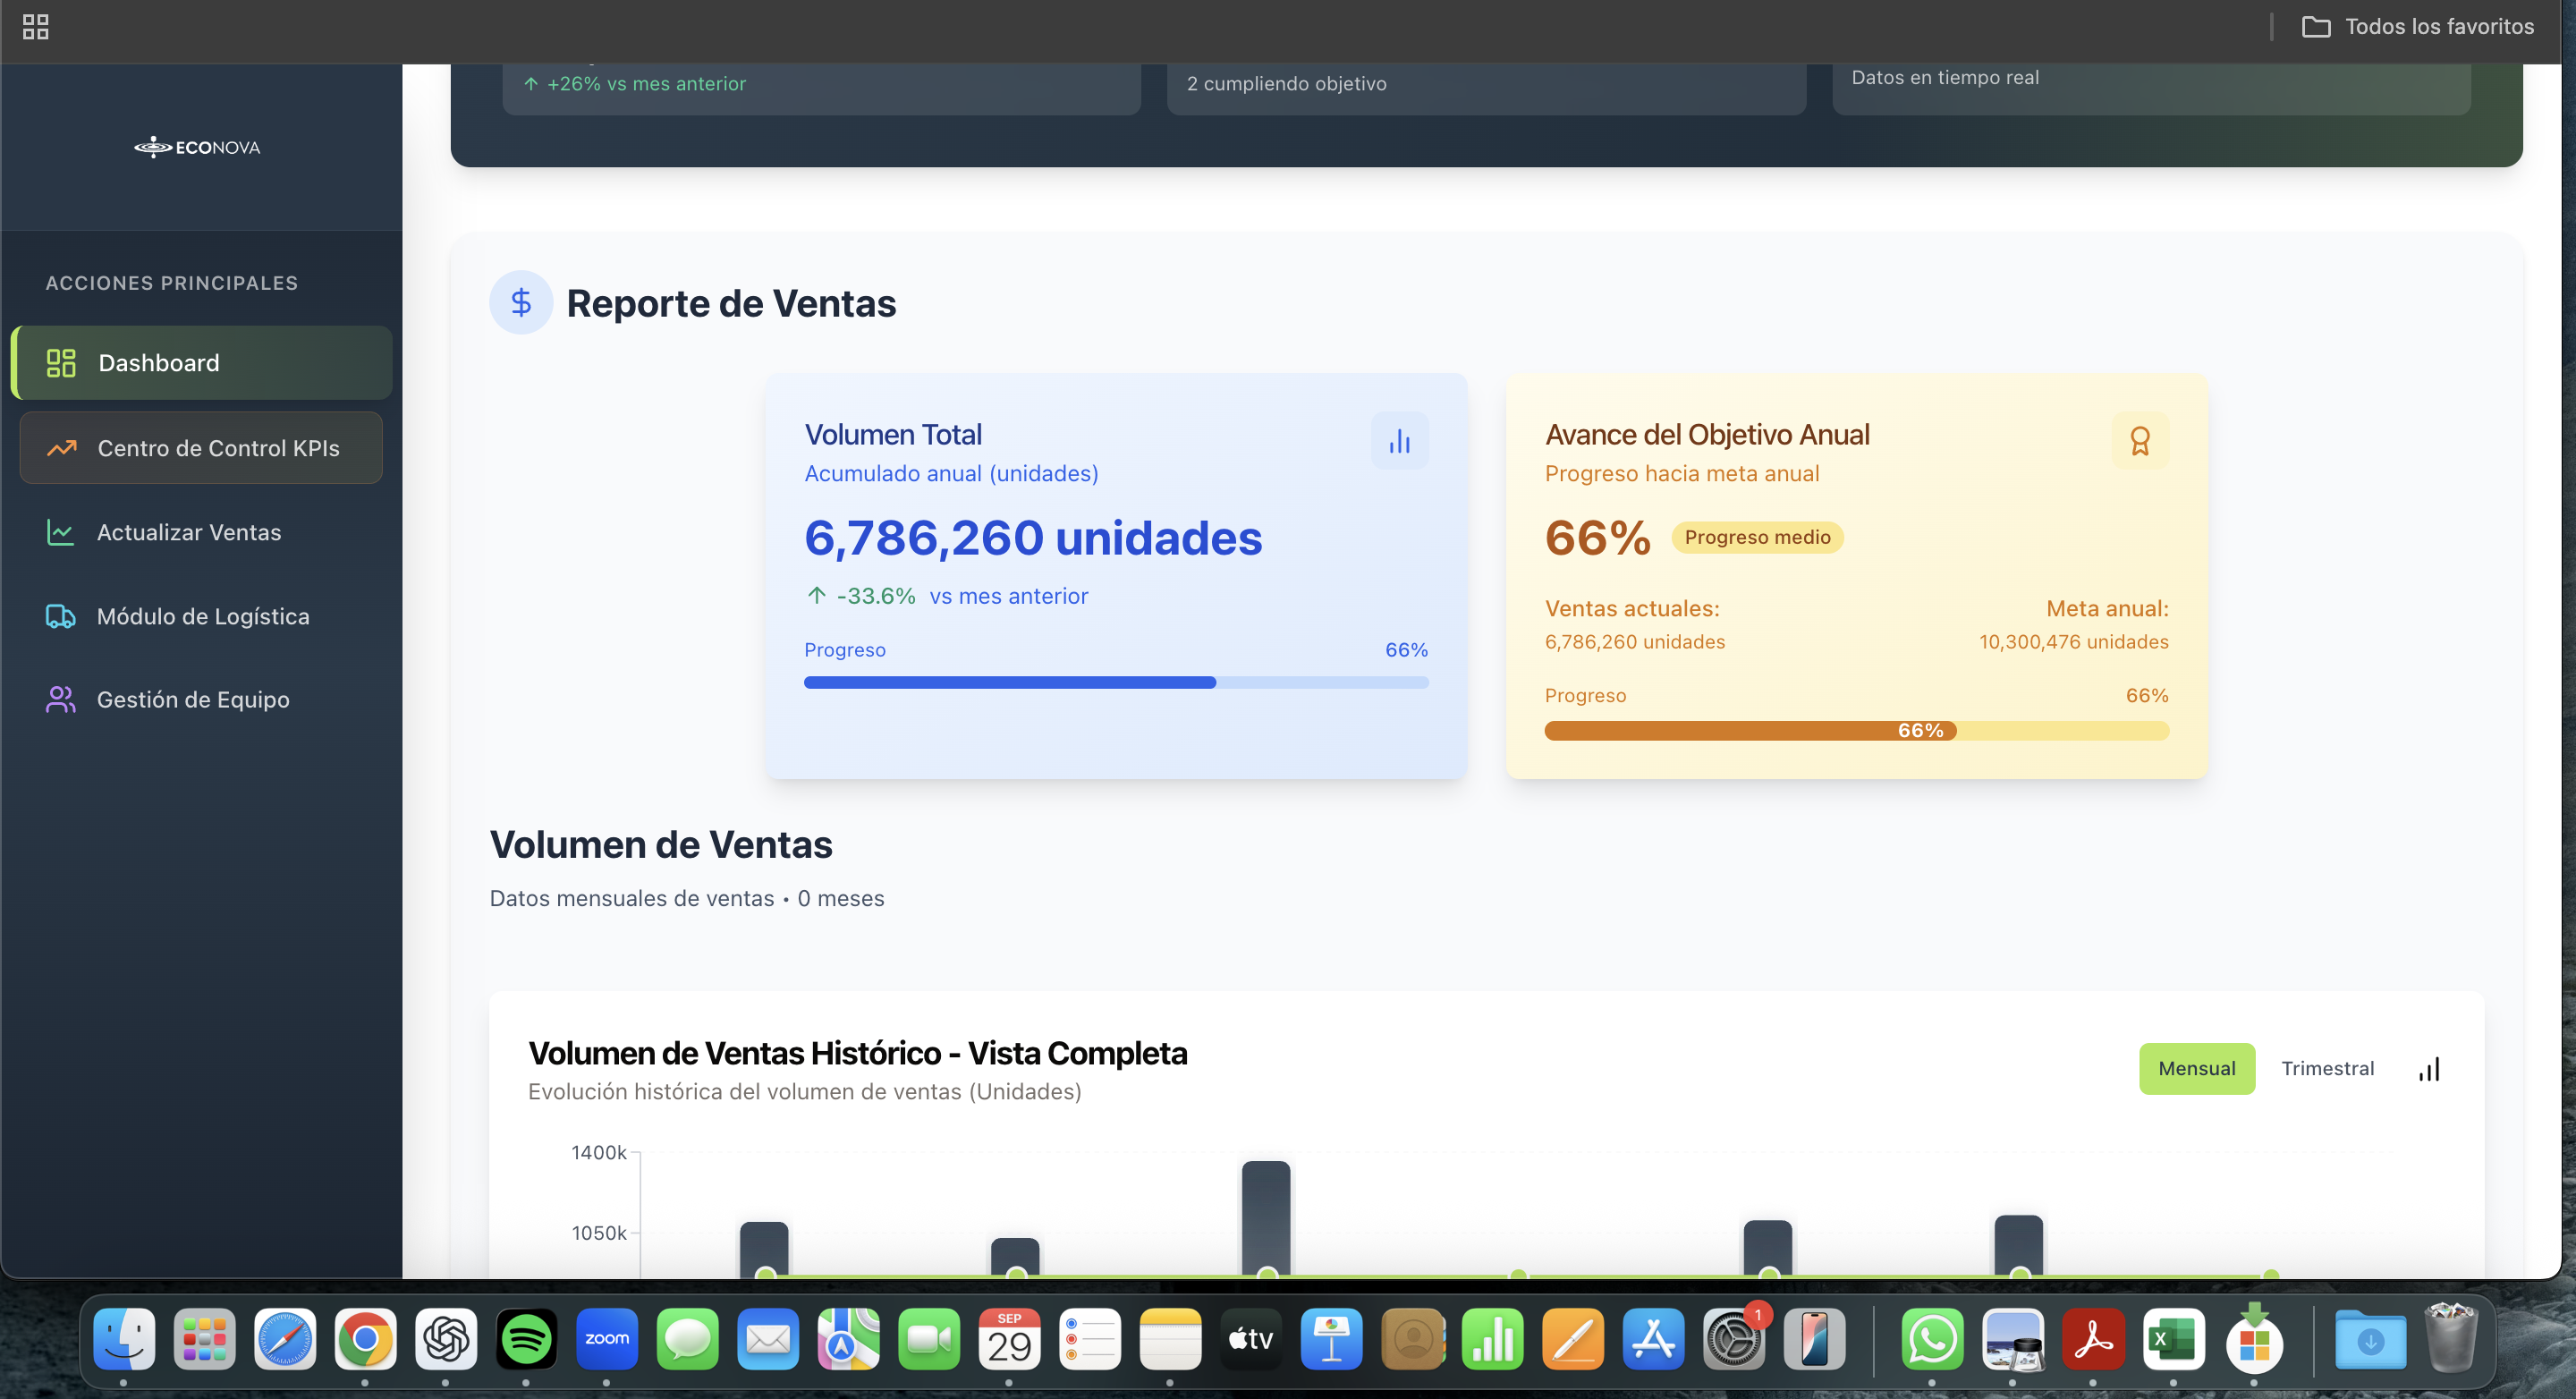 Todos los favoritos
+26% vs mes anterior
2 cumpliendo objetivo
Datos en tiempo real
ECONOVA
ACCIONES PRINCIPALES
Dashboard
Centro de Control KPIs
Actualizar Ventas
Módulo de Logística
Gestión de Equipo
$ Reporte de Ventas
Volumen Total
Acumulado anual (unidades)
6,786,260 unidades
-33.6% vs mes anterior
Progreso 66%
Avance del Objetivo Anual
Progreso hacia meta anual
66% Progreso medio
Ventas actuales: Meta anual:
6,786,260 unidades 10,300,476 unidades
Progreso 66%
66%
Volumen de Ventas
Datos mensuales de ventas • 0 meses
Volumen de Ventas Histórico - Vista Completa
Evolución histórica del volumen de ventas (Unidades)
Mensual Trimestral
1400k
1050k
zoom
SEP
29
tv
1
X